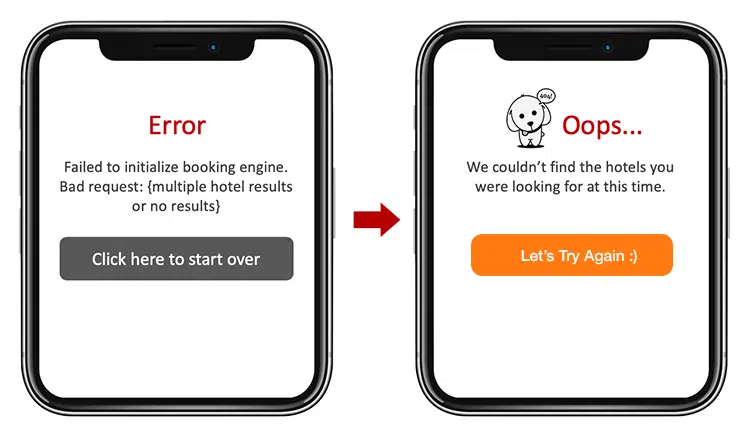 Error
Failed to initialize booking engine.
Bad request: {multiple hotel results
or no results}
Click here to start over
404!
Oops...
We couldn’t find the hotels you
were looking for at this time.
Let’s Try Again :)